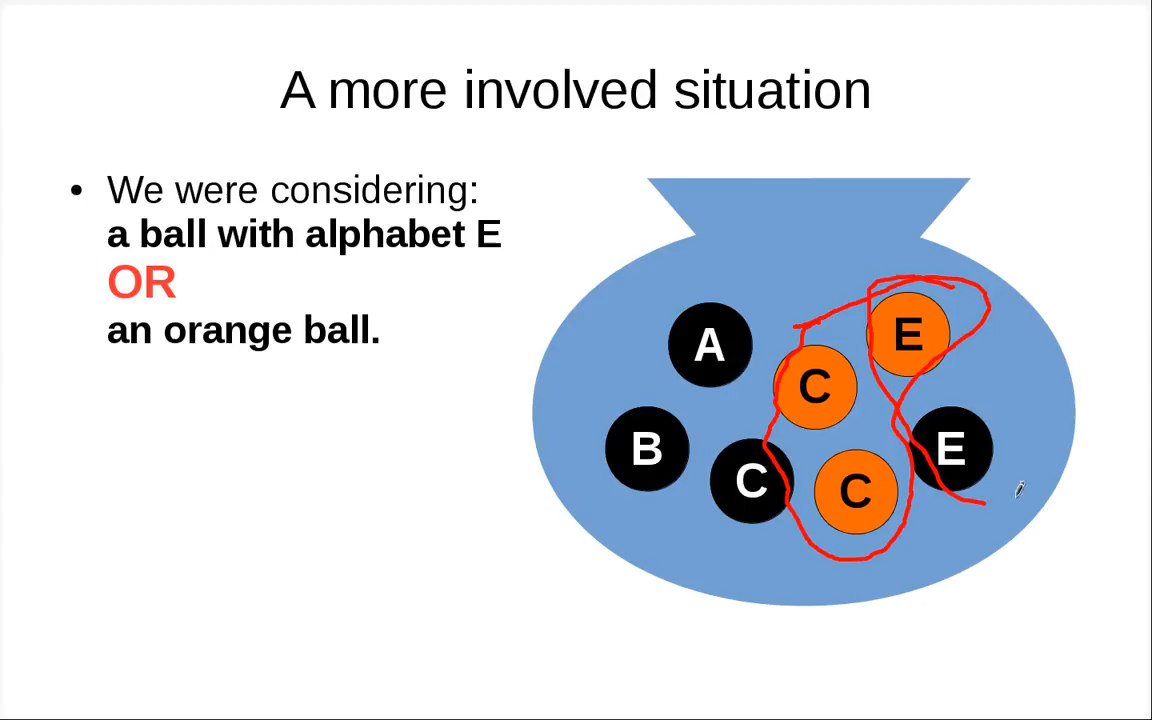 A more involved situation
• We were considering:
a ball with alphabet E
OR
an orange ball.
A
E
C
B
C
C
E